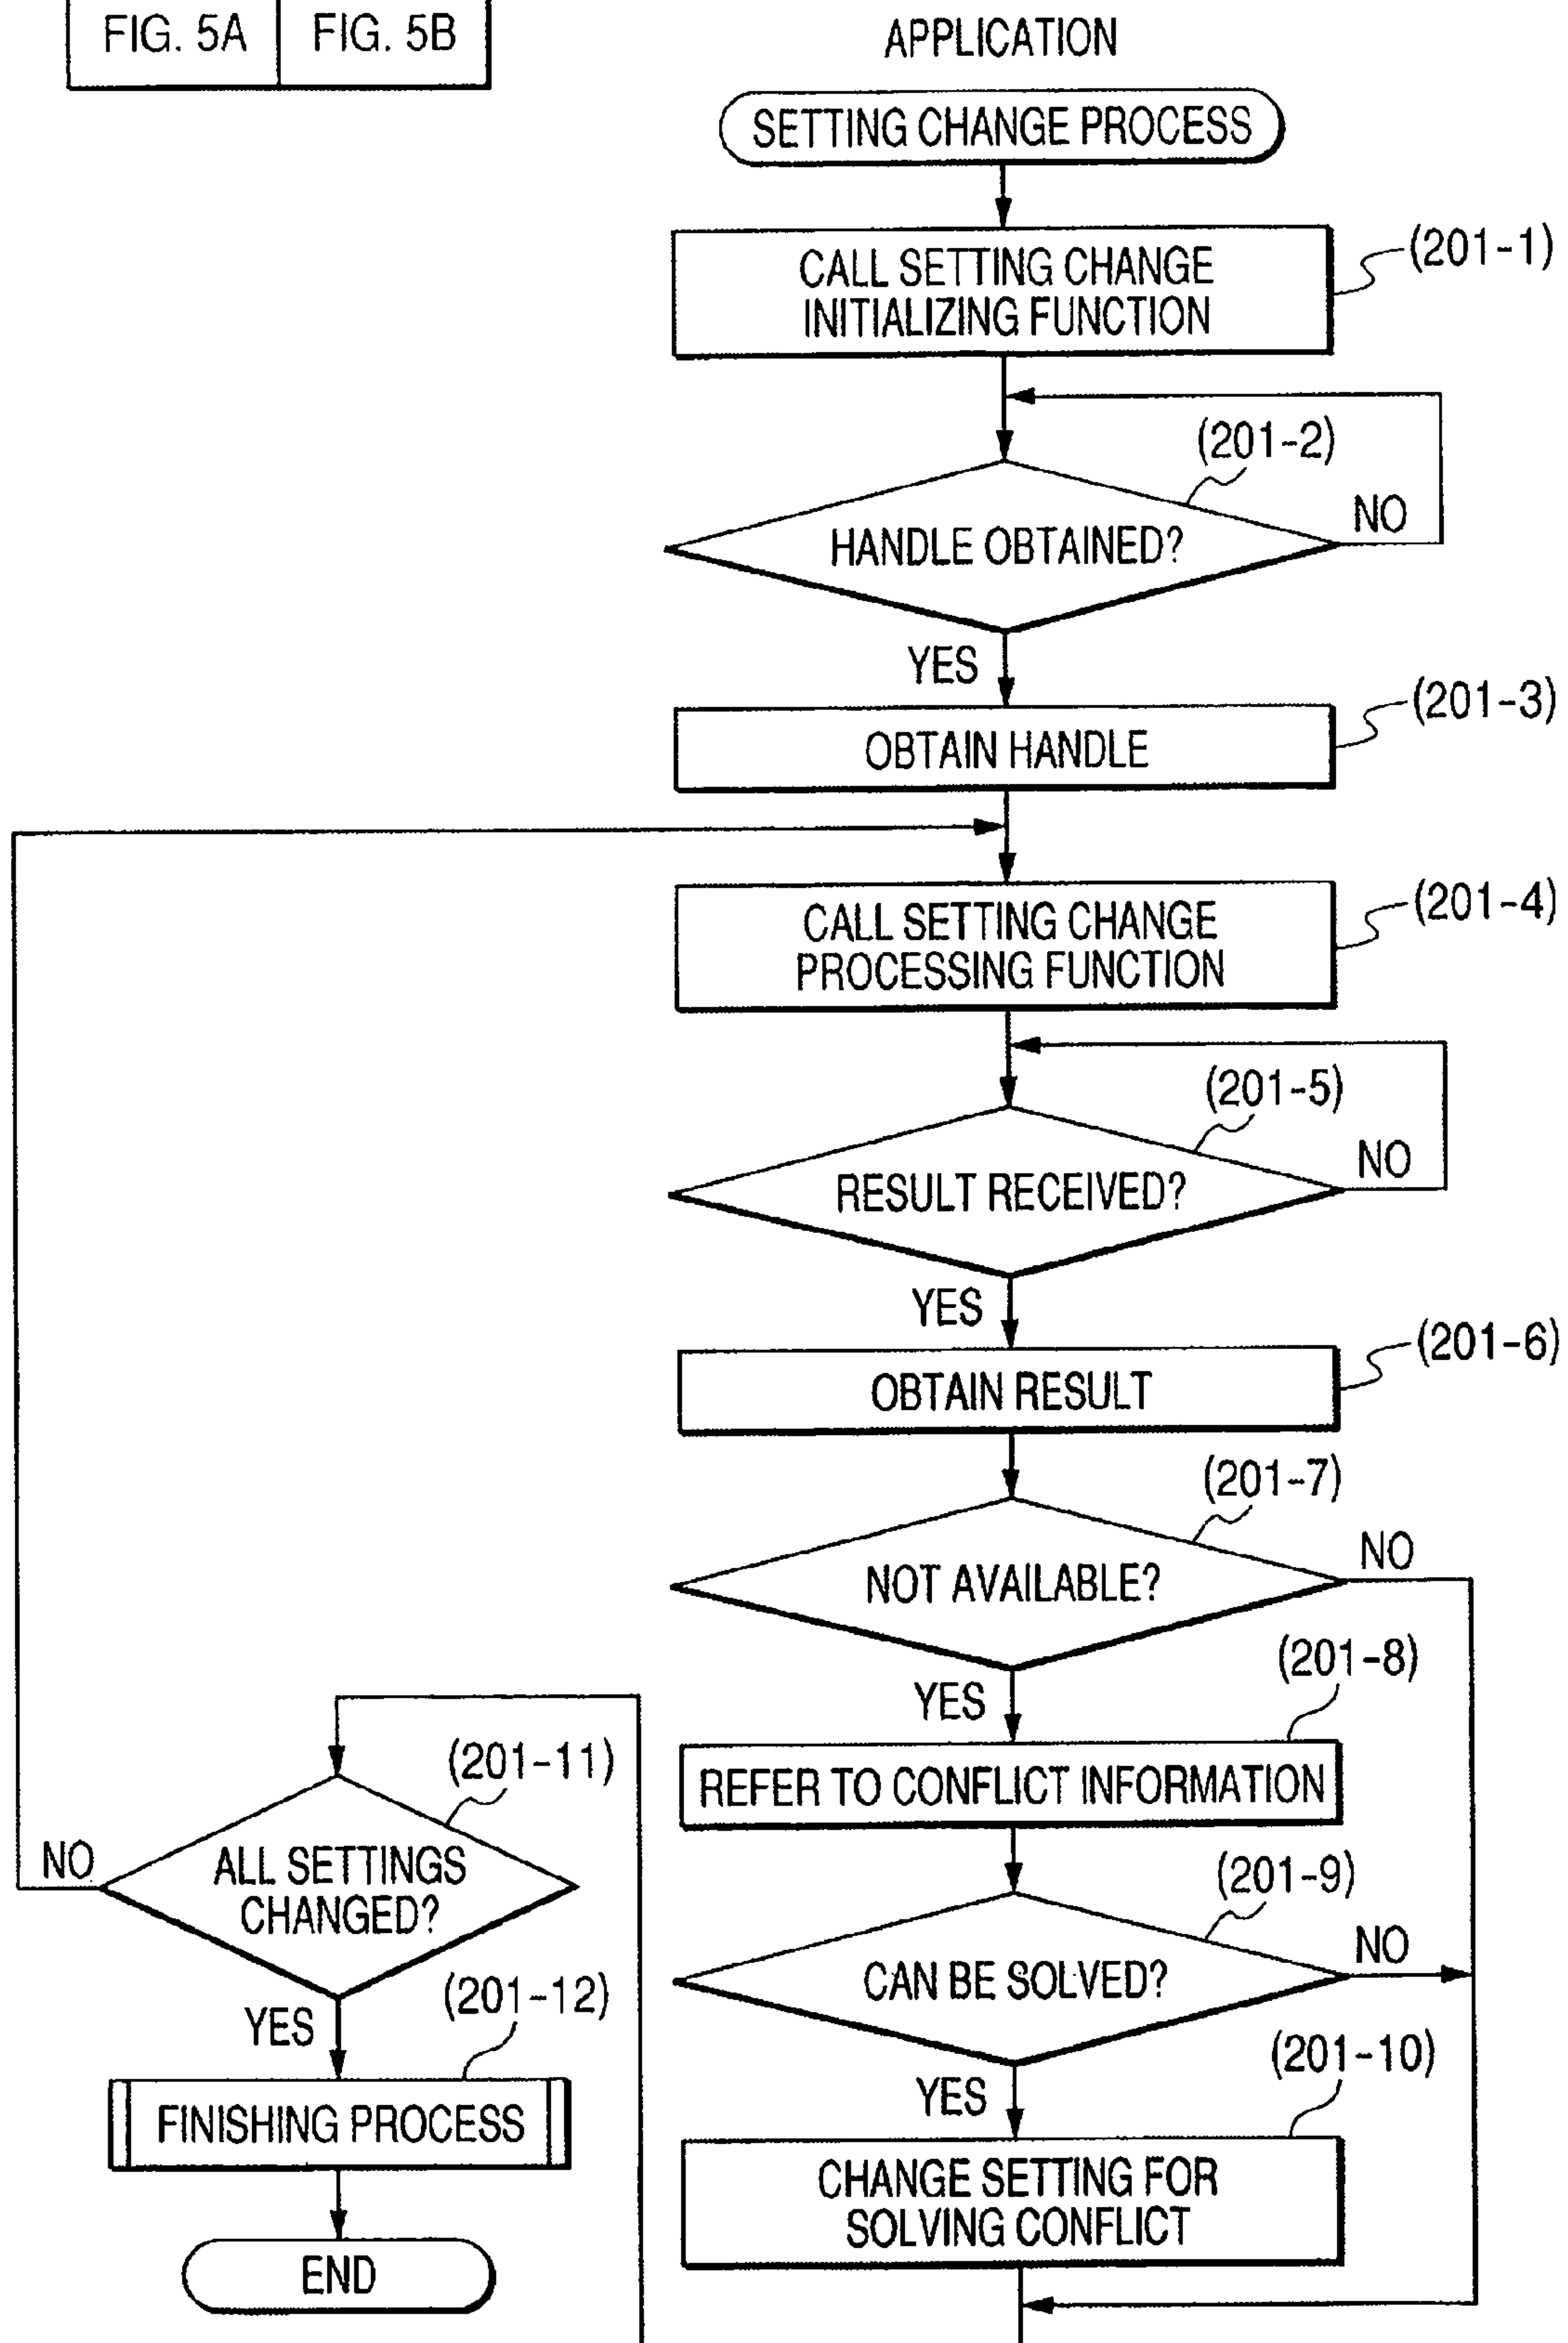 FIG. 5A FIG. 5B
APPLICATION
SETTING CHANGE PROCESS
CALL SETTING CHANGE
INITIALIZING FUNCTION
(201-1)
(201-2)
HANDLE OBTAINED?
NO
YES
(201-3)
OBTAIN HANDLE
CALL SETTING CHANGE
PROCESSING FUNCTION
(201-4)
(201-5)
RESULT RECEIVED?
NO
YES
(201-6)
OBTAIN RESULT
(201-7)
NOT AVAILABLE?
NO
YES
(201-8)
REFER TO CONFLICT INFORMATION
(201-9)
CAN BE SOLVED?
NO
YES
(201-10)
CHANGE SETTING FOR
SOLVING CONFLICT
(201-11)
ALL SETTINGS
CHANGED?
NO
YES
(201-12)
FINISHING PROCESS
END